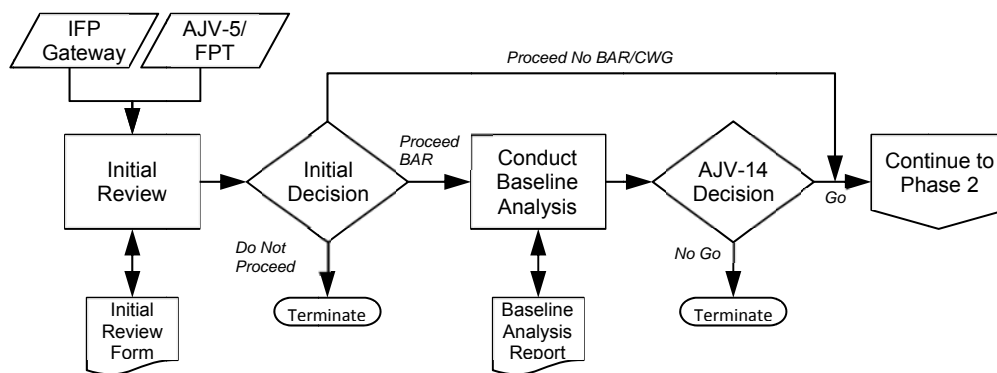 IFP
Gateway
AJV-5/
FPT
Proceed No BAR/CWG
Initial
Review
Initial
Decision
Proceed
BAR
Conduct
Baseline
Analysis
AJV-14
Decision
Go
Continue to
Phase 2
Do Not
Proceed
No Go
Initial
Review
Form
Terminate
Baseline
Analysis
Report
Terminate